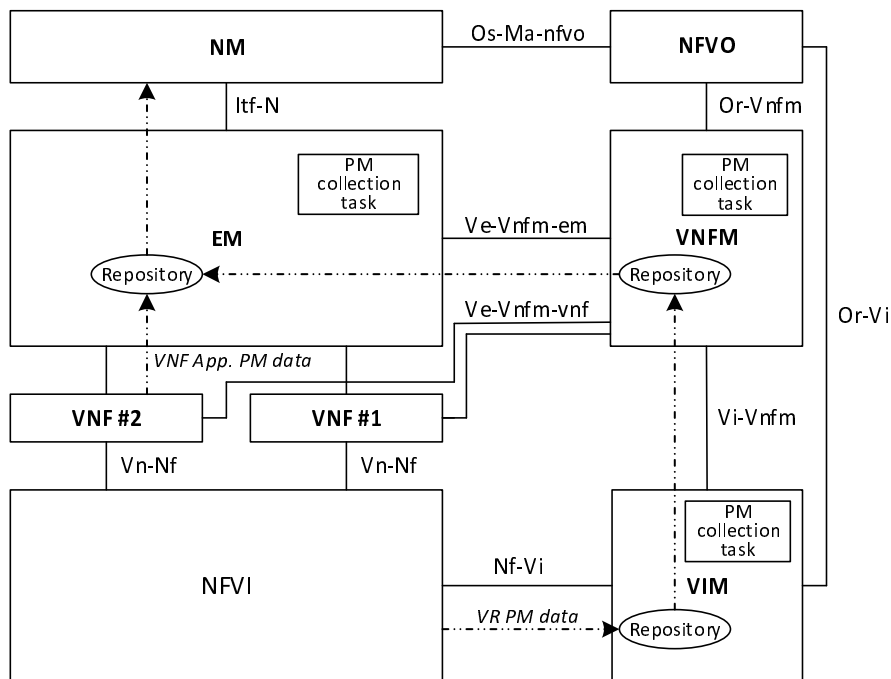 NM
Os-Ma-nfvo
NFVO
Itf-N
Or-Vnfm
PM
collection
task
PM
collection
task
EM
Ve-Vnfm-em
VNFM
Repository
Repository
Ve-Vnfm-vnf
Or-Vi
VNF App. PM data
VNF #2
VNF #1
Vi-Vnfm
Vn-Nf
Vn-Nf
PM
collection
task
Nf-Vi
NFVI
VIM
VR PM data
Repository